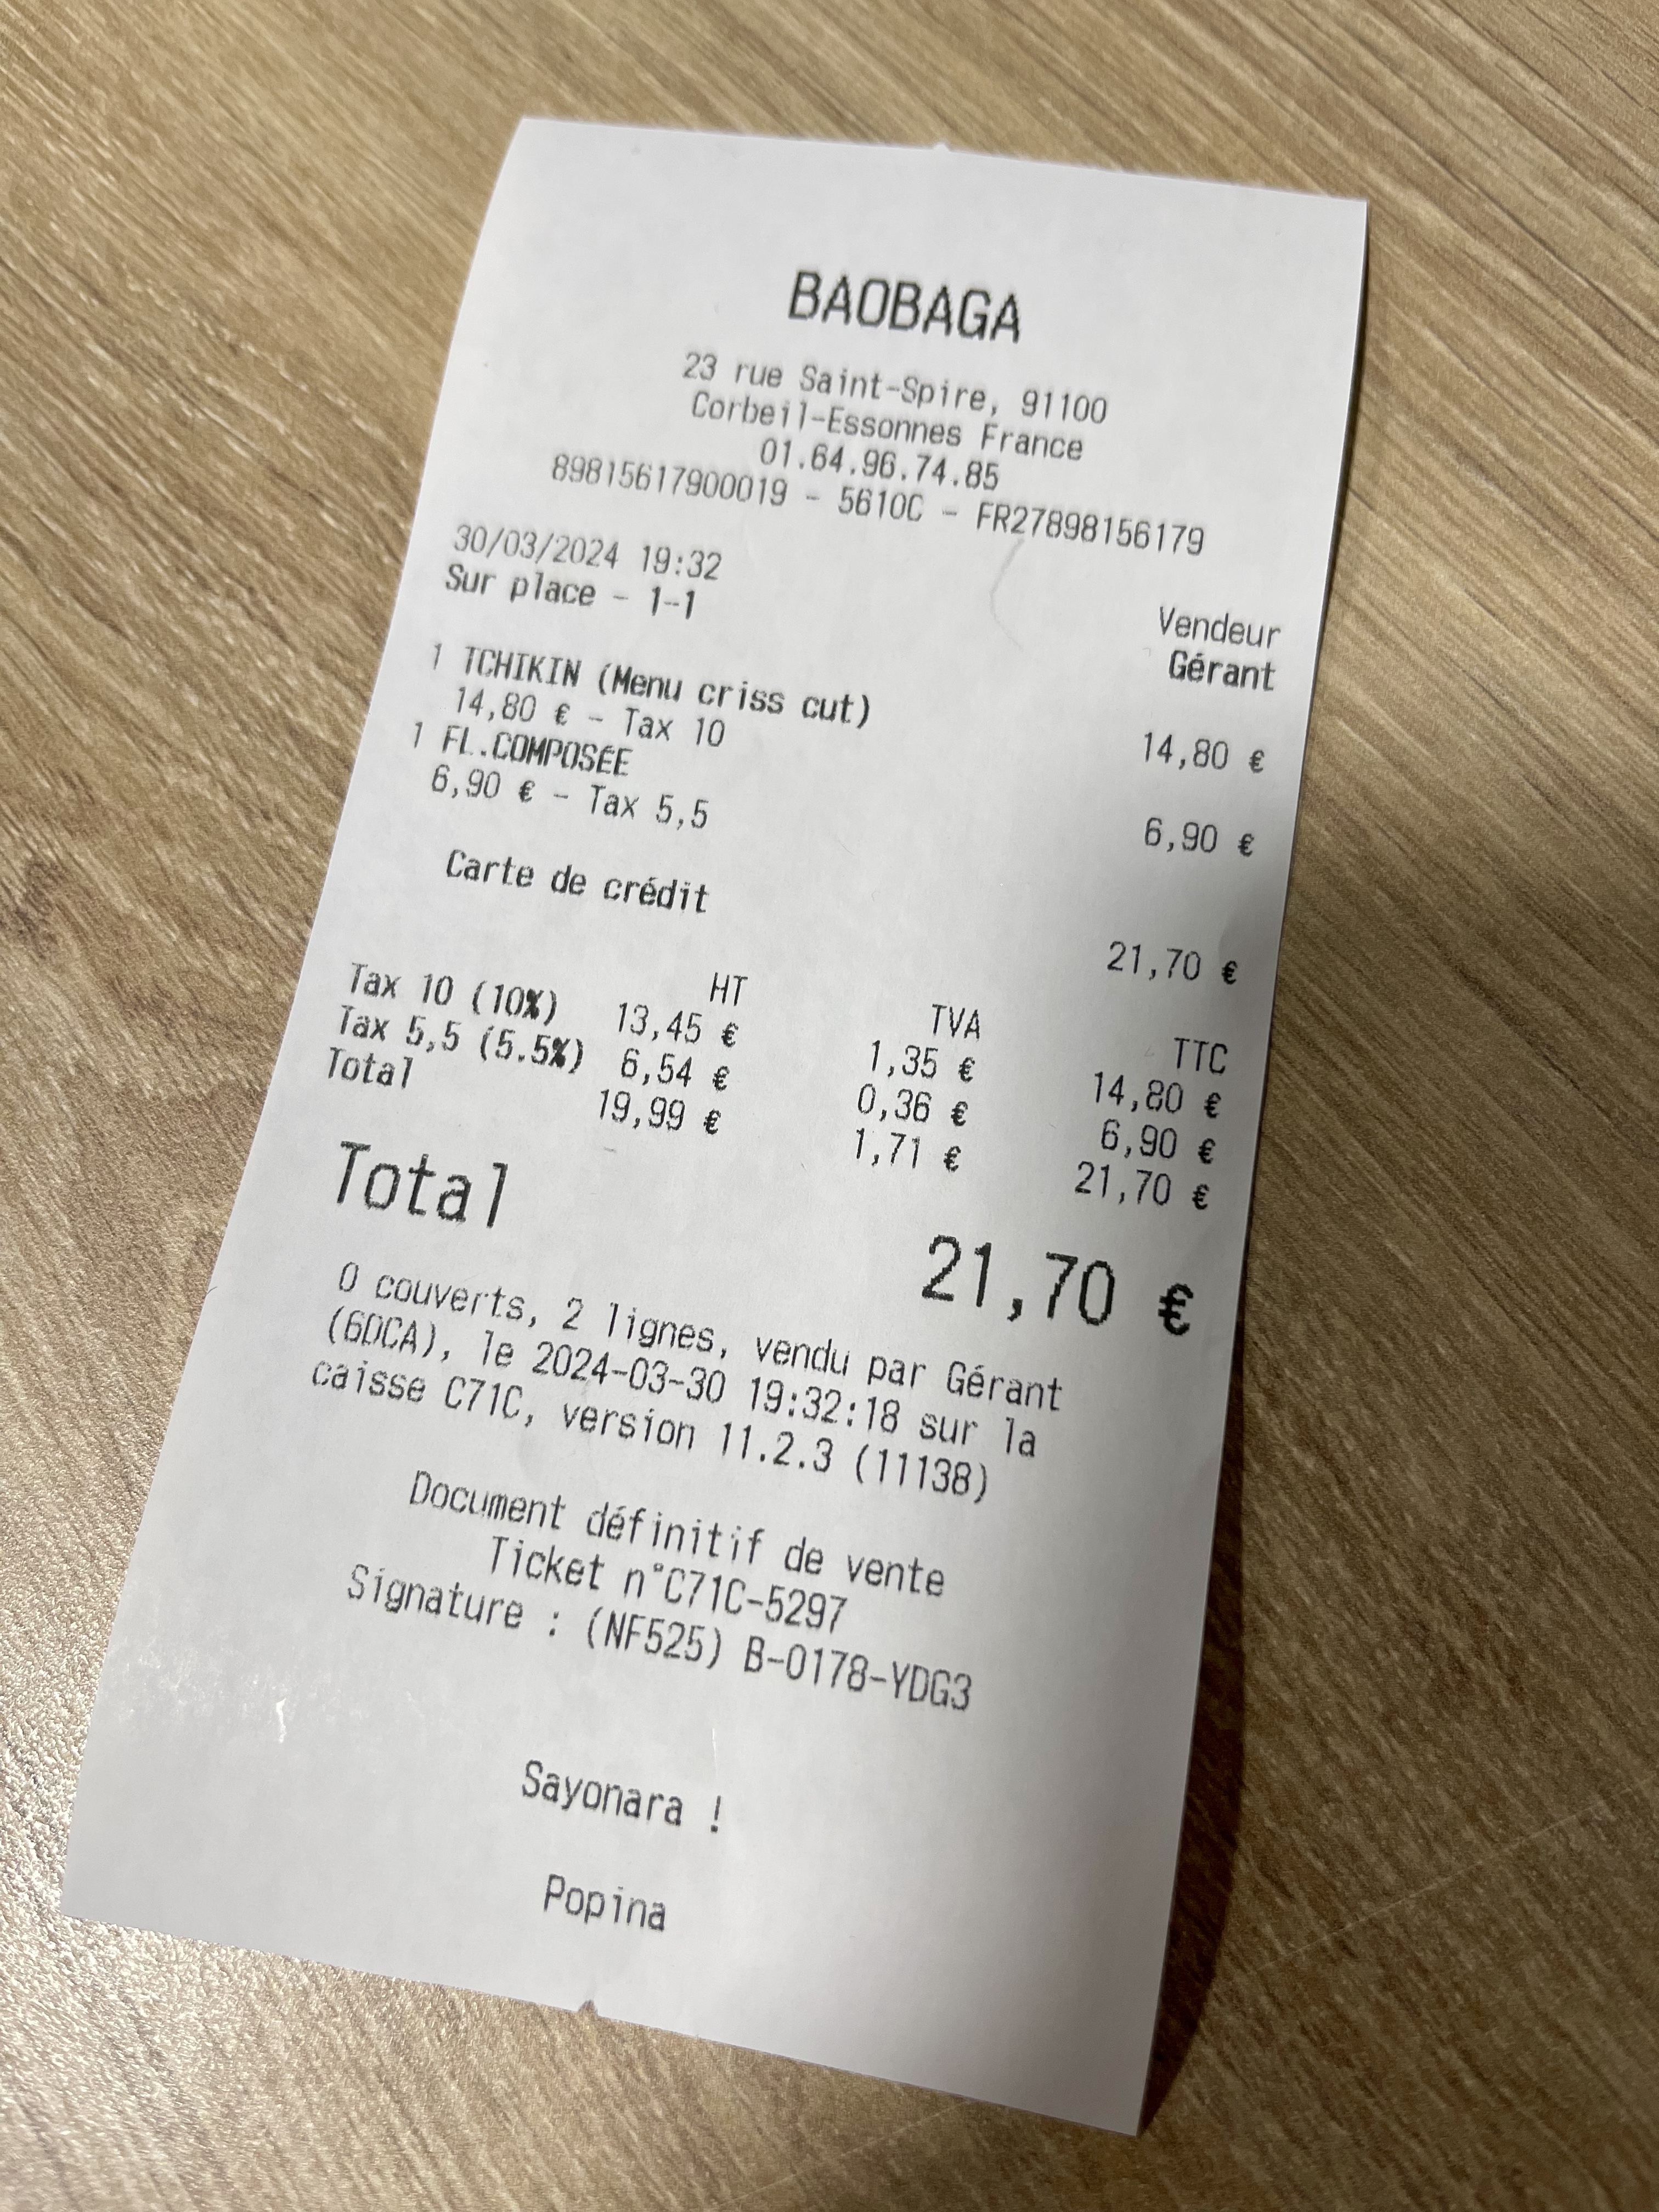 BAOBAGA
23 rue Saint-Spire, 91100
Corbeil-Essonnes France
01.64.96.74.85
89815617900019 - 5610C - FR27898156179
30/03/2024 19:32 Vendeur
Sur place - 1-1 Gérant
1 TCHIKIN (Menu criss cut) 14,80 €
14,80 € - Tax 10
1 FL.COMPOSÉE 6,90 €
6,90 € - Tax 5,5
Carte de crédit 21,70 €
HT TVA TTC
Tax 10 (10%) 13,45 € 1,35 € 14,80 €
Tax 5,5 (5.5%) 6,54 € 0,36 € 6,90 €
Total 19,99 € 1,71 € 21,70 €
Total 21,70 €
0 couverts, 2 lignes, vendu par Gérant
(6DCA), le 2024-03-30 19:32:18 sur la
caisse C71C, version 11.2.3 (11138)
Document définitif de vente
Ticket n°C71C-5297
Signature : (NF525) B-0178-YDG3
Sayonara !
Popina